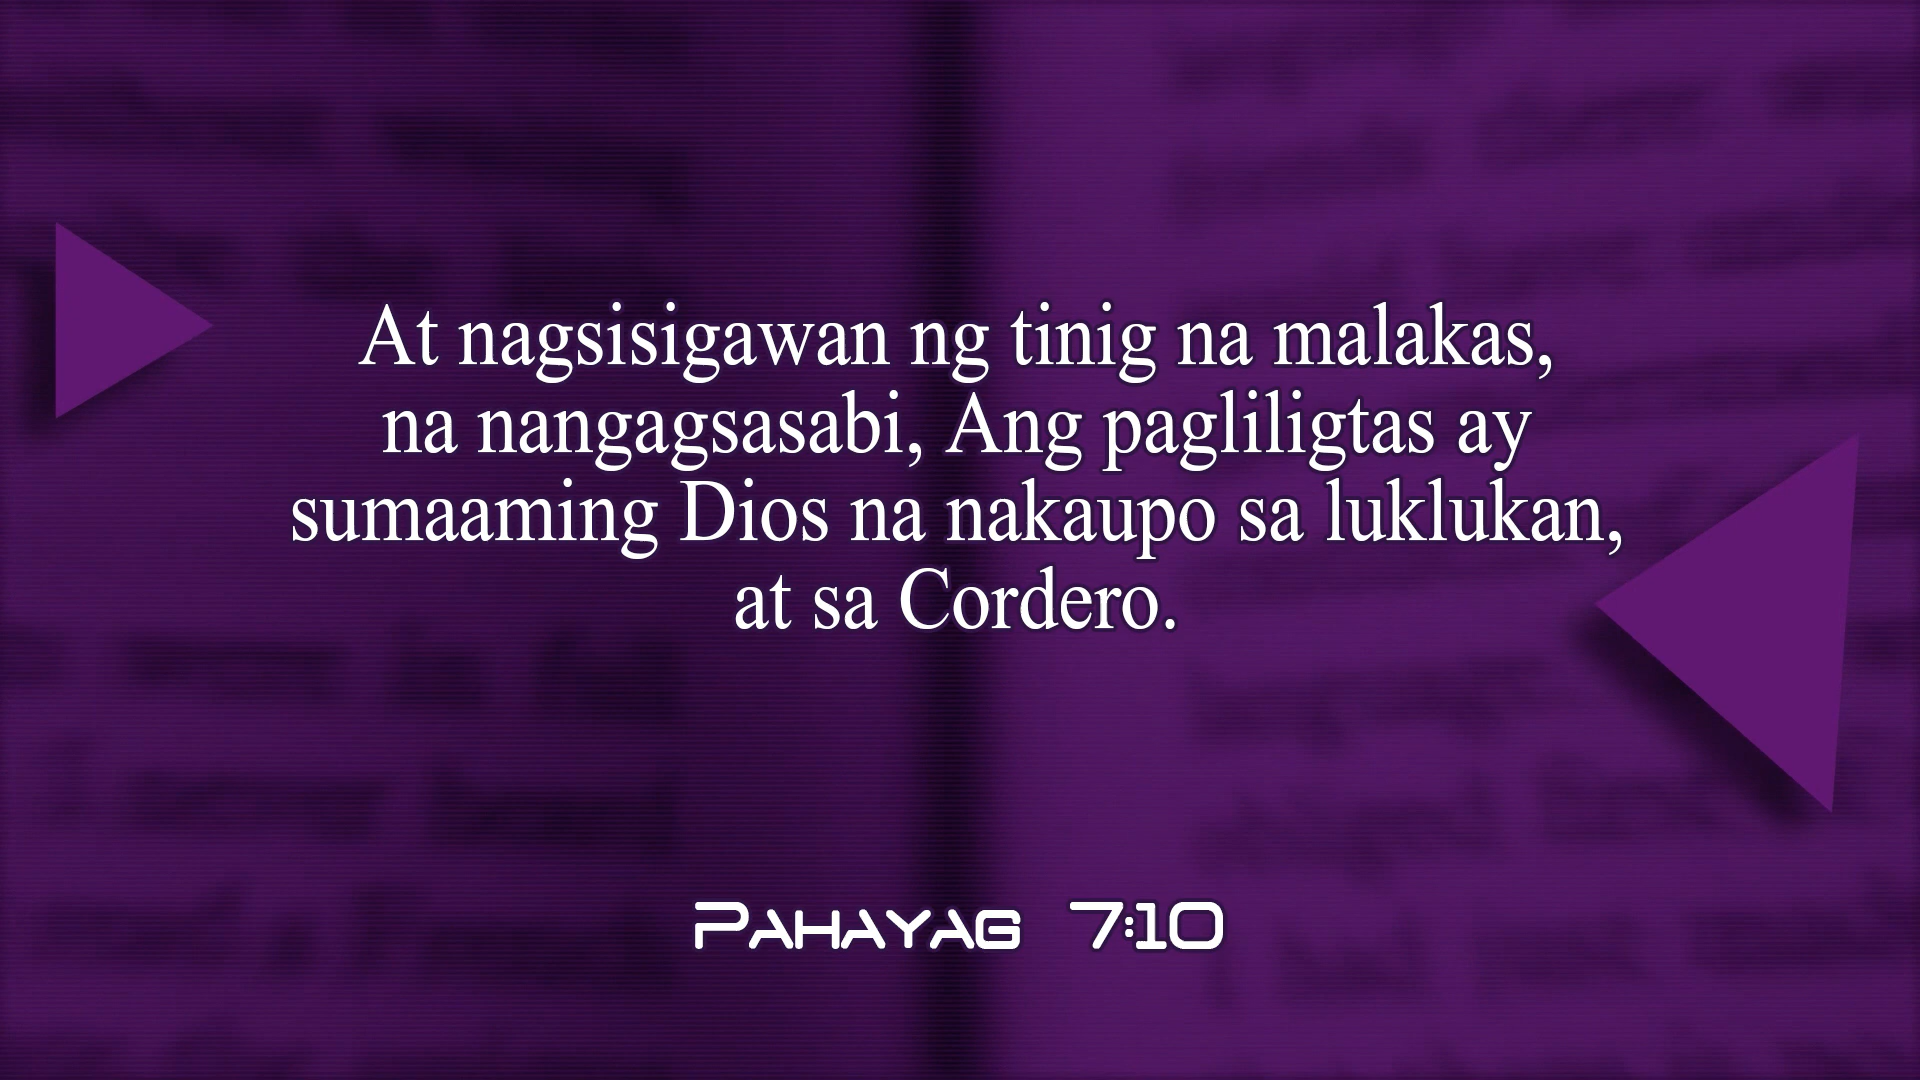 At nagsisigawan ng tinig na malakas,
na nangagsasabi, Ang pagliligtas ay
sumaaming Dios na nakaupo sa luklukan,
at sa Cordero.
Pahayag 7:10